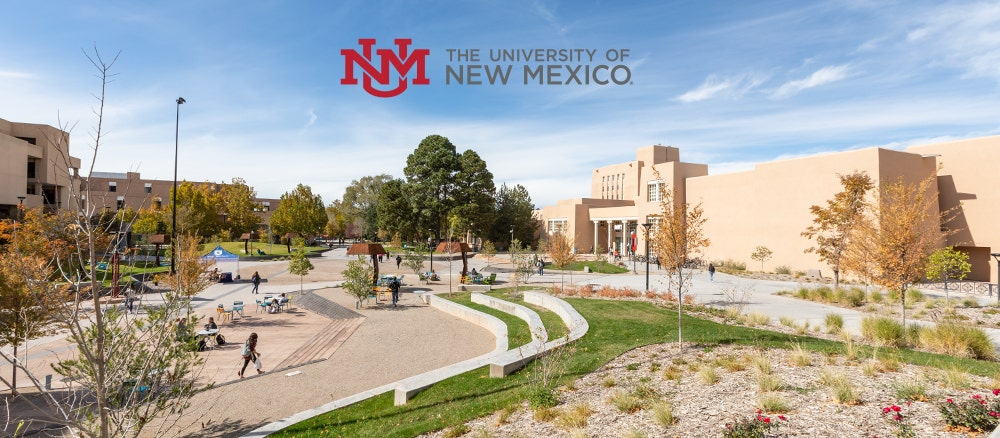 UNM
THE UNIVERSITY OF
NEW MEXICO.